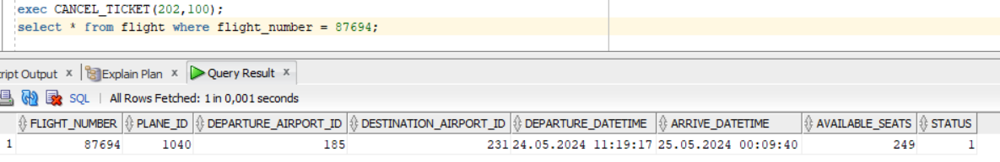 exec CANCEL_TICKET(202,100);
select * from flight where flight_number = 87694;
ript Output x Explain Plan x Query Result x
SQL | All Rows Fetched: 1 in 0,001 seconds
FLIGHT_NUMBER PLANE_ID DEPARTURE_AIRPORT_ID DESTINATION_AIRPORT_ID DEPARTURE_DATETIME ARRIVE_DATETIME AVAILABLE_SEATS STATUS
1 87694 1040 185 231 24.05.2024 11:19:17 25.05.2024 00:09:40 249 1